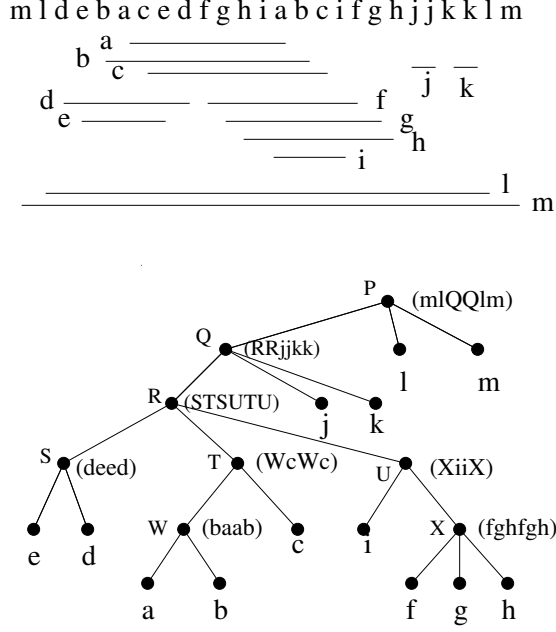 m l d e b a c e d f g h i a b c i f g h j j k k l m
a
b
c
j
k
d
f
e
g
h
i
l
m
P
(mlQQlm)
Q
(RRjjkk)
l
m
R
(STSUTU)
j
k
S
(deed)
T
(WcWc)
U
(XiiX)
e
d
W
(baab)
c
i
X
(fghfgh)
a
b
f
g
h